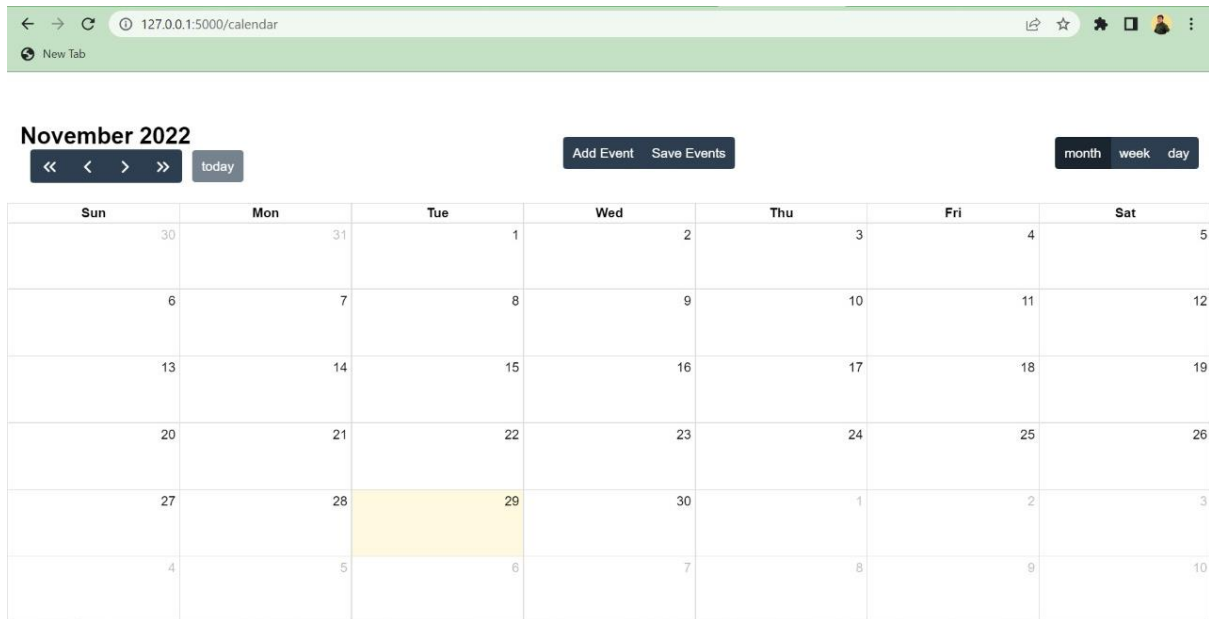 127.0.0.1:5000/calendar
New Tab
November 2022
today
Add Event Save Events
month week day
Sun Mon Tue Wed Thu Fri Sat
30 31 1 2 3 4 5
6 7 8 9 10 11 12
13 14 15 16 17 18 19
20 21 22 23 24 25 26
27 28 29 30 1 2 3
4 5 6 7 8 9 10